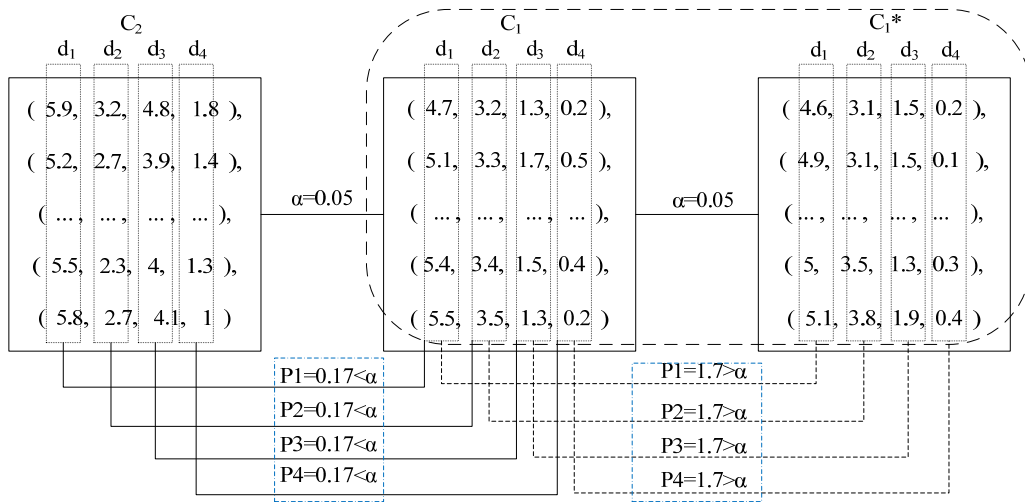 C₂ C₁ C₁*
d₁ d₂ d₃ d₄ d₁ d₂ d₃ d₄ d₁ d₂ d₃ d₄
( 5.9, 3.2, 4.8, 1.8 ), ( 4.7, 3.2, 1.3, 0.2 ), ( 4.6, 3.1, 1.5, 0.2 ),
( 5.2, 2.7, 3.9, 1.4 ), ( 5.1, 3.3, 1.7, 0.5 ), ( 4.9, 3.1, 1.5, 0.1 ),
α=0.05 α=0.05
( ... , ... , ... , ... ), ( ... , ... , ... , ... ), ( ... , ... , ... , ... ),
( 5.5, 2.3, 4, 1.3 ), ( 5.4, 3.4, 1.5, 0.4 ), ( 5, 3.5, 1.3, 0.3 ),
( 5.8, 2.7, 4.1, 1 ) ( 5.5, 3.5, 1.3, 0.2 ) ( 5.1, 3.8, 1.9, 0.4 )
P1=0.17<α P1=1.7>α
P2=0.17<α P2=1.7>α
P3=0.17<α P3=1.7>α
P4=0.17<α P4=1.7>α